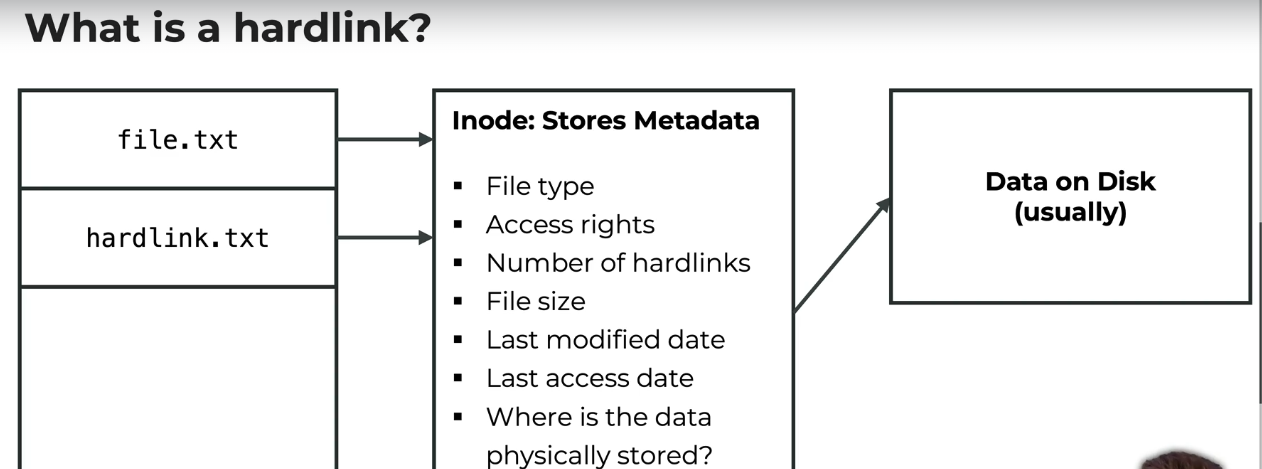 What is a hardlink?
file.txt
hardlink.txt
Inode: Stores Metadata
▪ File type
▪ Access rights
▪ Number of hardlinks
▪ File size
▪ Last modified date
▪ Last access date
▪ Where is the data
physically stored?
Data on Disk
(usually)